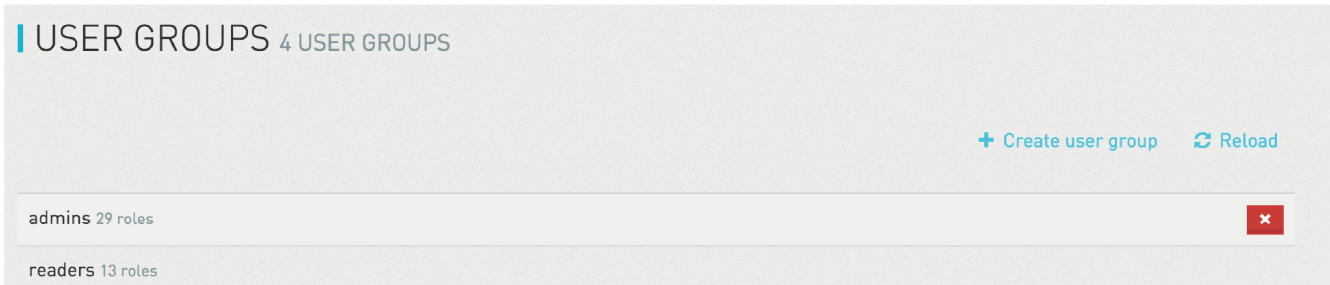 USER GROUPS 4 USER GROUPS
Create user group Reload
admins 29 roles
readers 13 roles